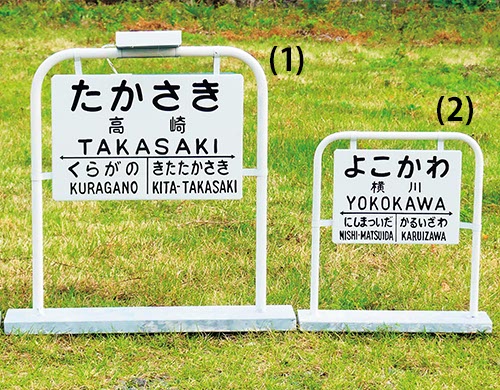 (1)
たかさき
高崎
TAKASAKI
くらがの きたたかさき
KURAGANO KITA-TAKASAKI
(2)
よこかわ
横川
YOKOKAWA
にしまついだ かるいざわ
NISHI-MATSUIDA KARUIZAWA